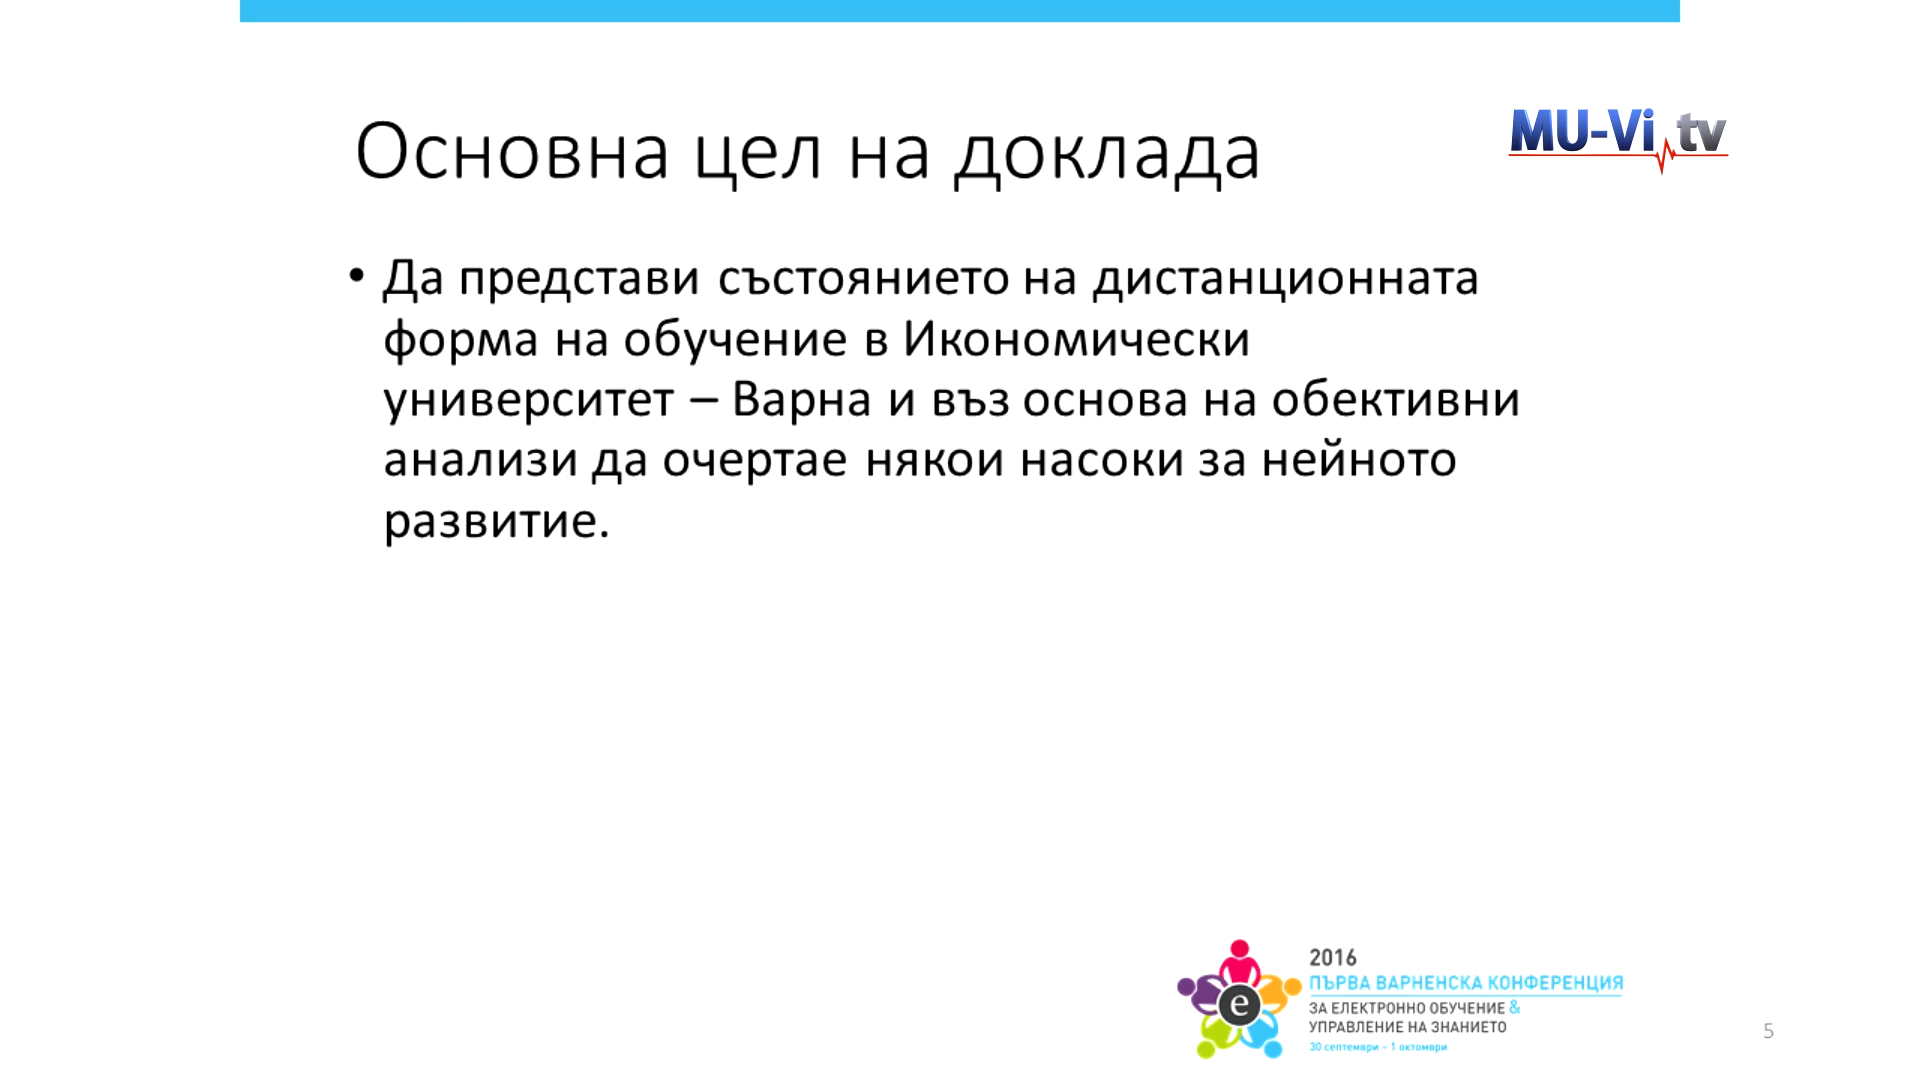 Основна цел на доклада
MU-Vi tv
• Да представи състоянието на дистанционната
форма на обучение в Икономически
университет – Варна и въз основа на обективни
анализи да очертае някои насоки за нейното
развитие.
e
2016
ПЪРВА ВАРНЕНСКА КОНФЕРЕНЦИЯ
ЗА ЕЛЕКТРОННО ОБУЧЕНИЕ &
УПРАВЛЕНИЕ НА ЗНАНИЕТО
30 септември – 1 октомври
5